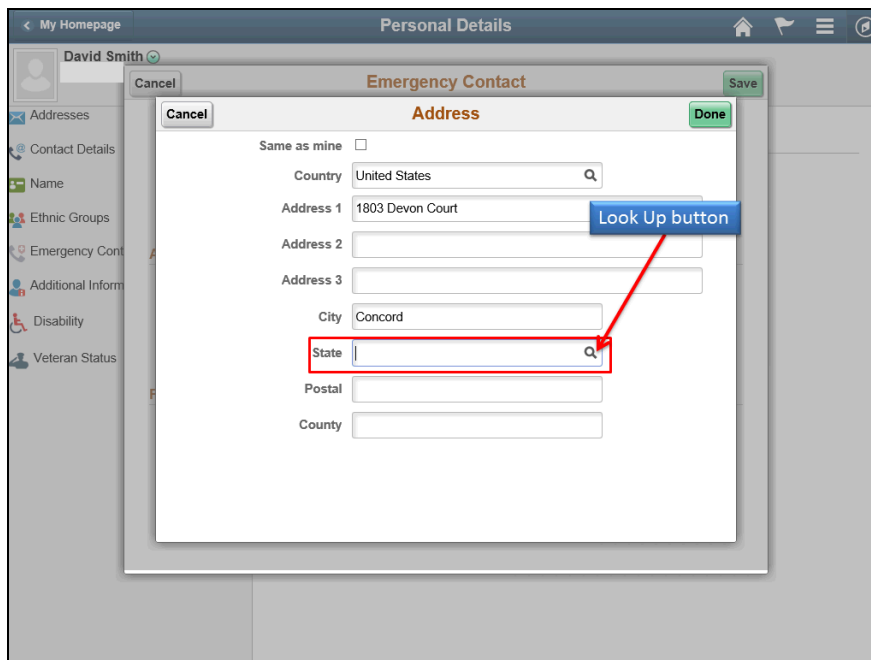 My Homepage
Personal Details
David Smith
Cancel
Emergency Contact
Save
Addresses
Contact Details
Name
Ethnic Groups
Emergency Cont
Additional Inform
Disability
Veteran Status
Cancel
Address
Done
Same as mine
Country United States
Address 1 1803 Devon Court
Look Up button
Address 2
Address 3
City Concord
State
Postal
County